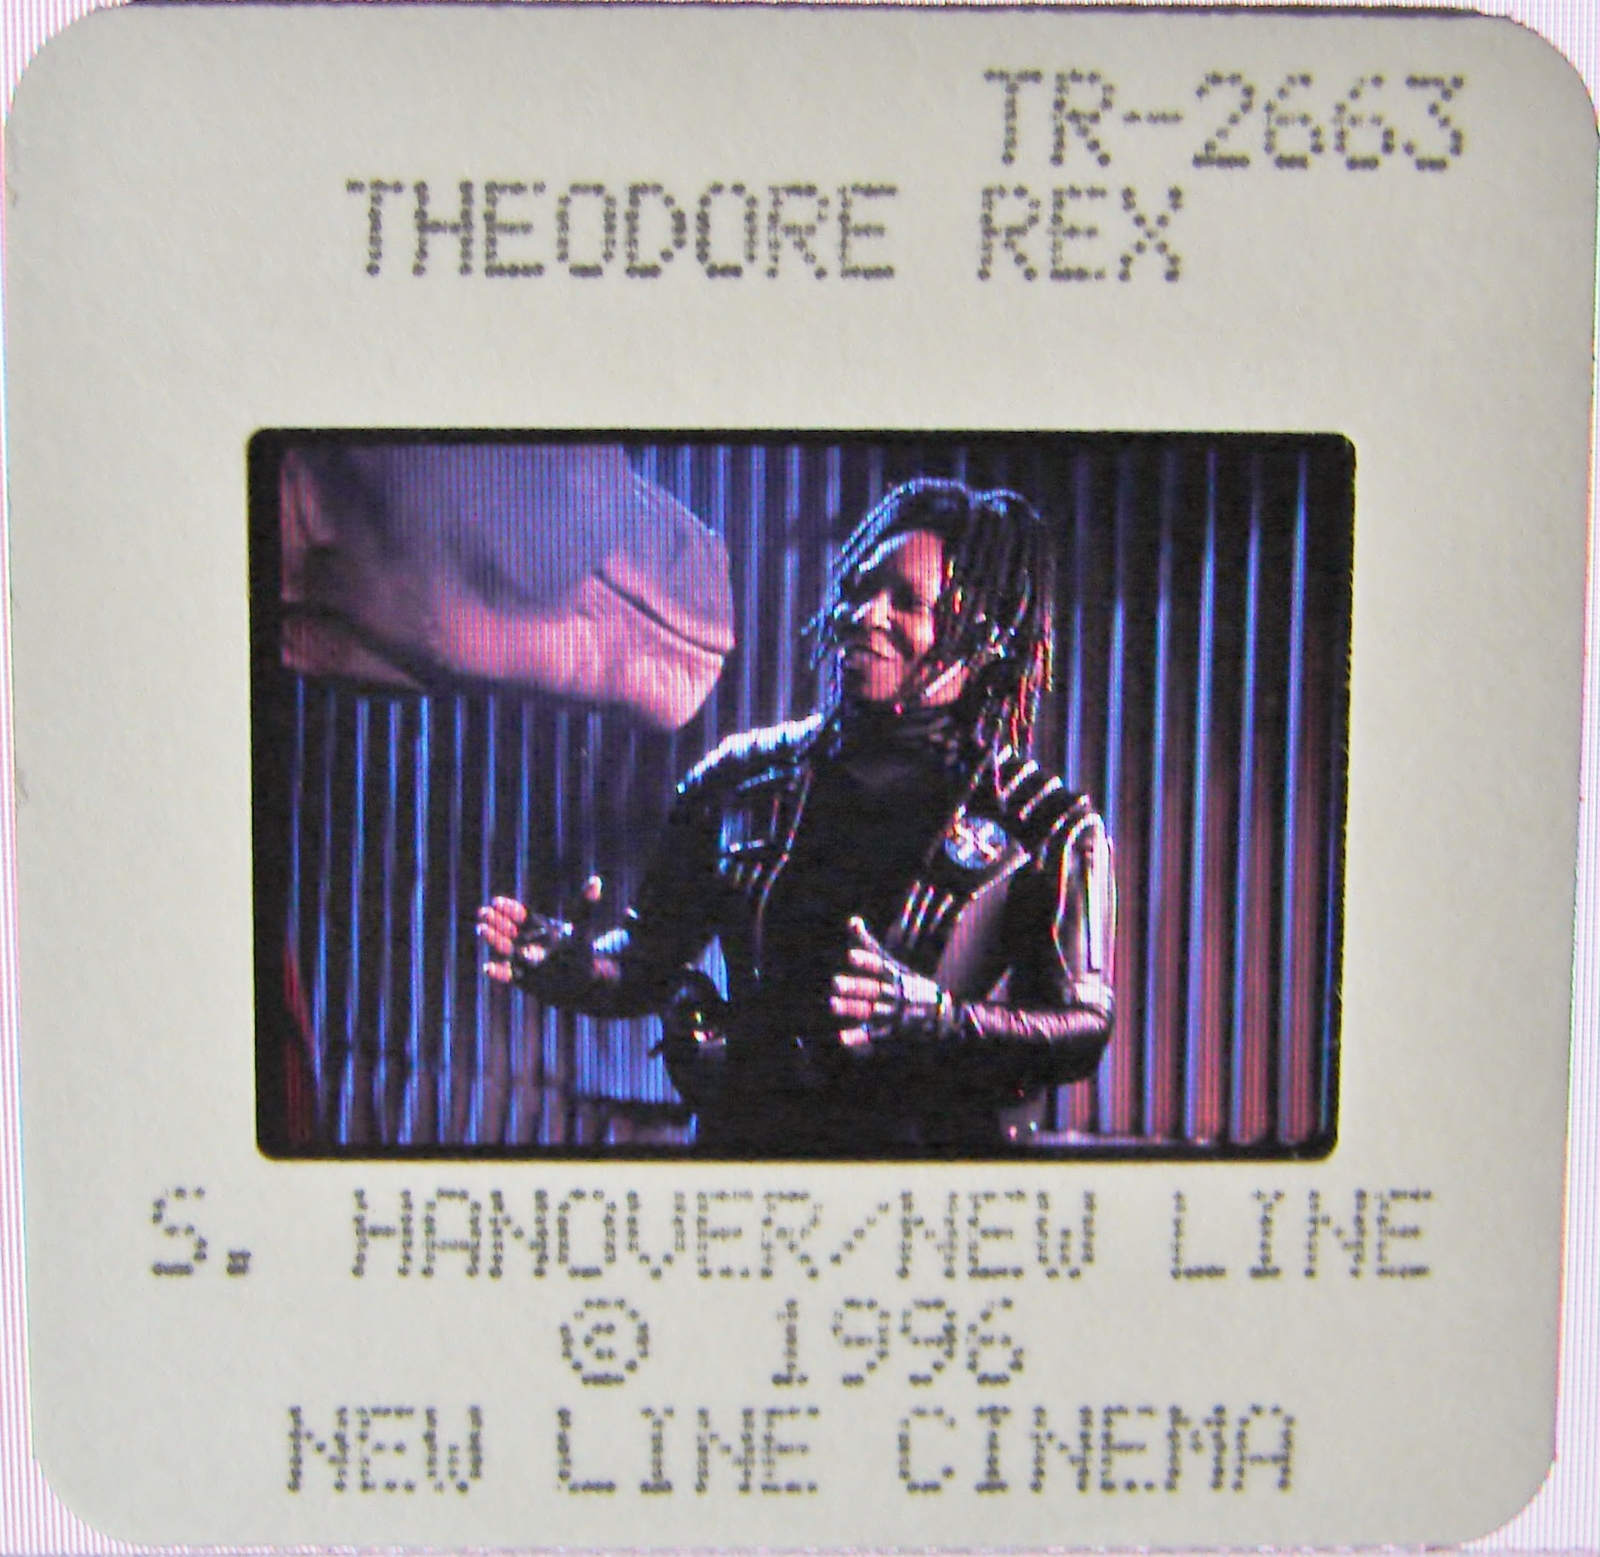 TR-2663
THEODORE REX
S. HANOVER/NEW LINE
@ 1996
NEW LINE CINEMA